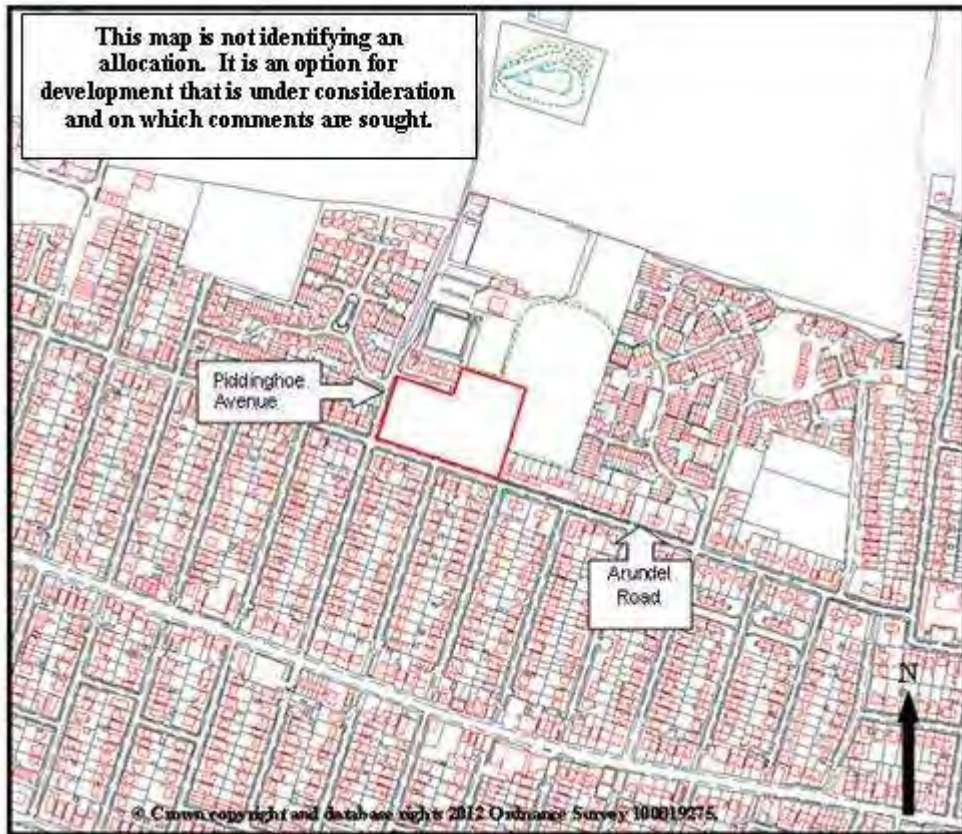 This map is not identifying an
allocation. It is an option for
development that is under consideration
and on which comments are sought.
Piddinghoe
Avenue
Arundel
Road
N
© Crown copyright and database rights 2012 Ordnance Survey 100019275.